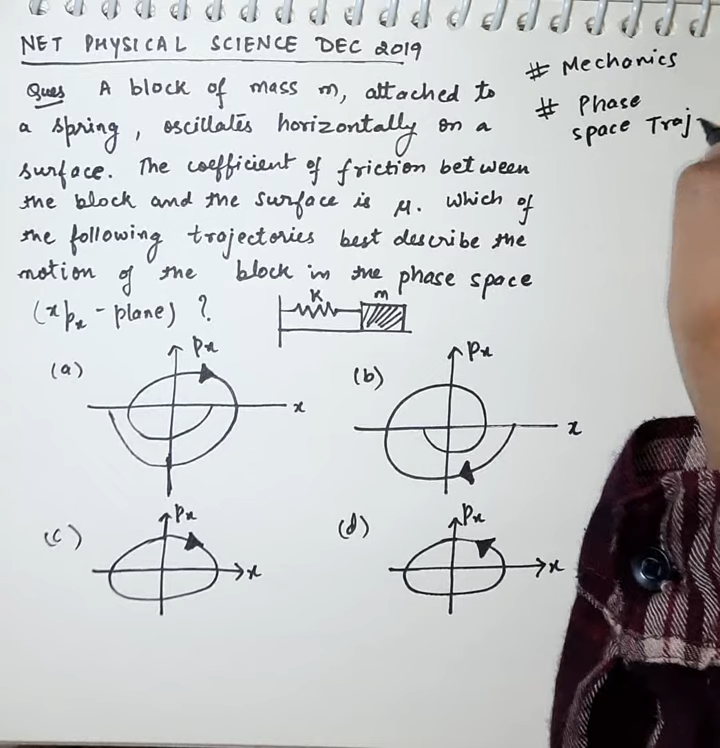 NET PHYSICAL SCIENCE DEC 2019
# Mechanics
# Phase
space Traj
Ques A block of mass m, attached to
a spring, oscillates horizontally on a
surface. The coefficient of friction between
the block and the surface is μ. Which of
the following trojectories best describe the
motion of the block in the phase space
(xpx - plane) ?
K m
(a) px x
(b) px x
(c) px x
(d) px x